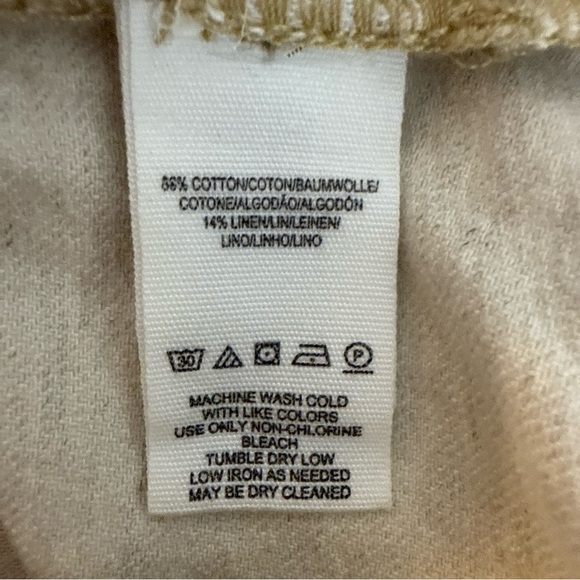 86% COTTON/COTON/BAUMWOLLE/
COTONE/ALGODÃO/ALGODÓN
14% LINEN/LIN/LEINEN/
LINO/LINHO/LINO
30 P
MACHINE WASH COLD
WITH LIKE COLORS
USE ONLY NON-CHLORINE
BLEACH
TUMBLE DRY LOW
LOW IRON AS NEEDED
MAY BE DRY CLEANED